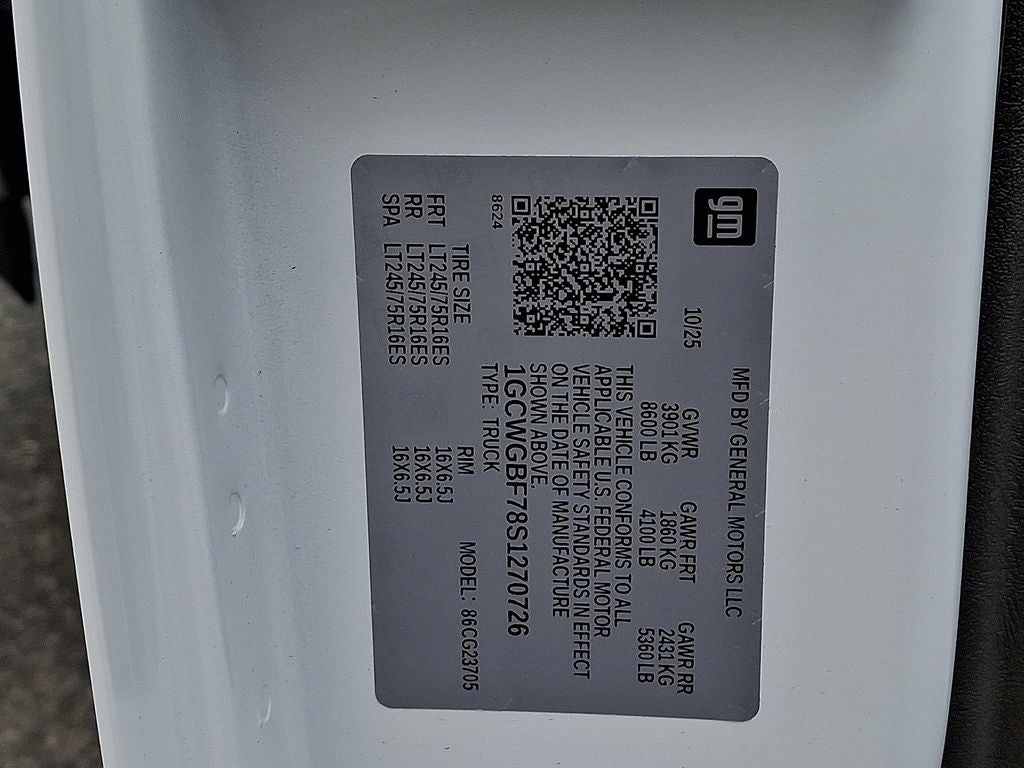 gm
MFD BY GENERAL MOTORS LLC
10/25 GVWR GAWR FRT GAWR RR
3901 KG 1860 KG 2431 KG
8600 LB 4100 LB 5360 LB
THIS VEHICLE CONFORMS TO ALL
APPLICABLE U.S. FEDERAL MOTOR
VEHICLE SAFETY STANDARDS IN EFFECT
ON THE DATE OF MANUFACTURE
SHOWN ABOVE.
1GCWGBF78S1270726
8624 TYPE: TRUCK MODEL: 86CG23705
TIRE SIZE RIM
FRT LT245/75R16ES 16X6.5J
RR LT245/75R16ES 16X6.5J
SPA LT245/75R16ES 16X6.5J